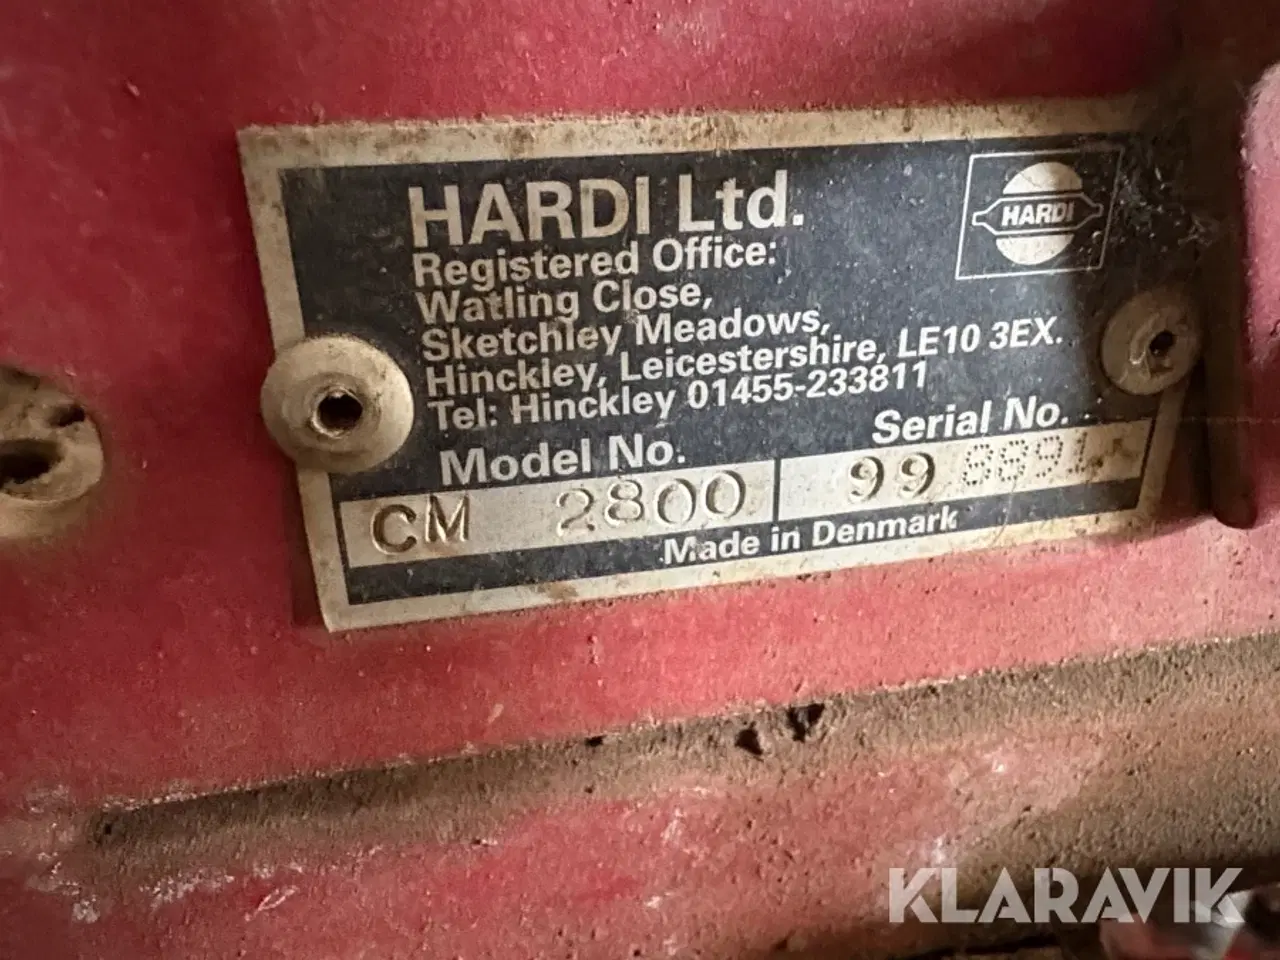 HARDI Ltd.
HARDI
Registered Office:
Watling Close,
Sketchley Meadows,
Hinckley, Leicestershire, LE10 3EX.
Tel: Hinckley 01455-233811
Model No.
Serial No.
CM 2800
99
Made in Denmark
KLARAVIK